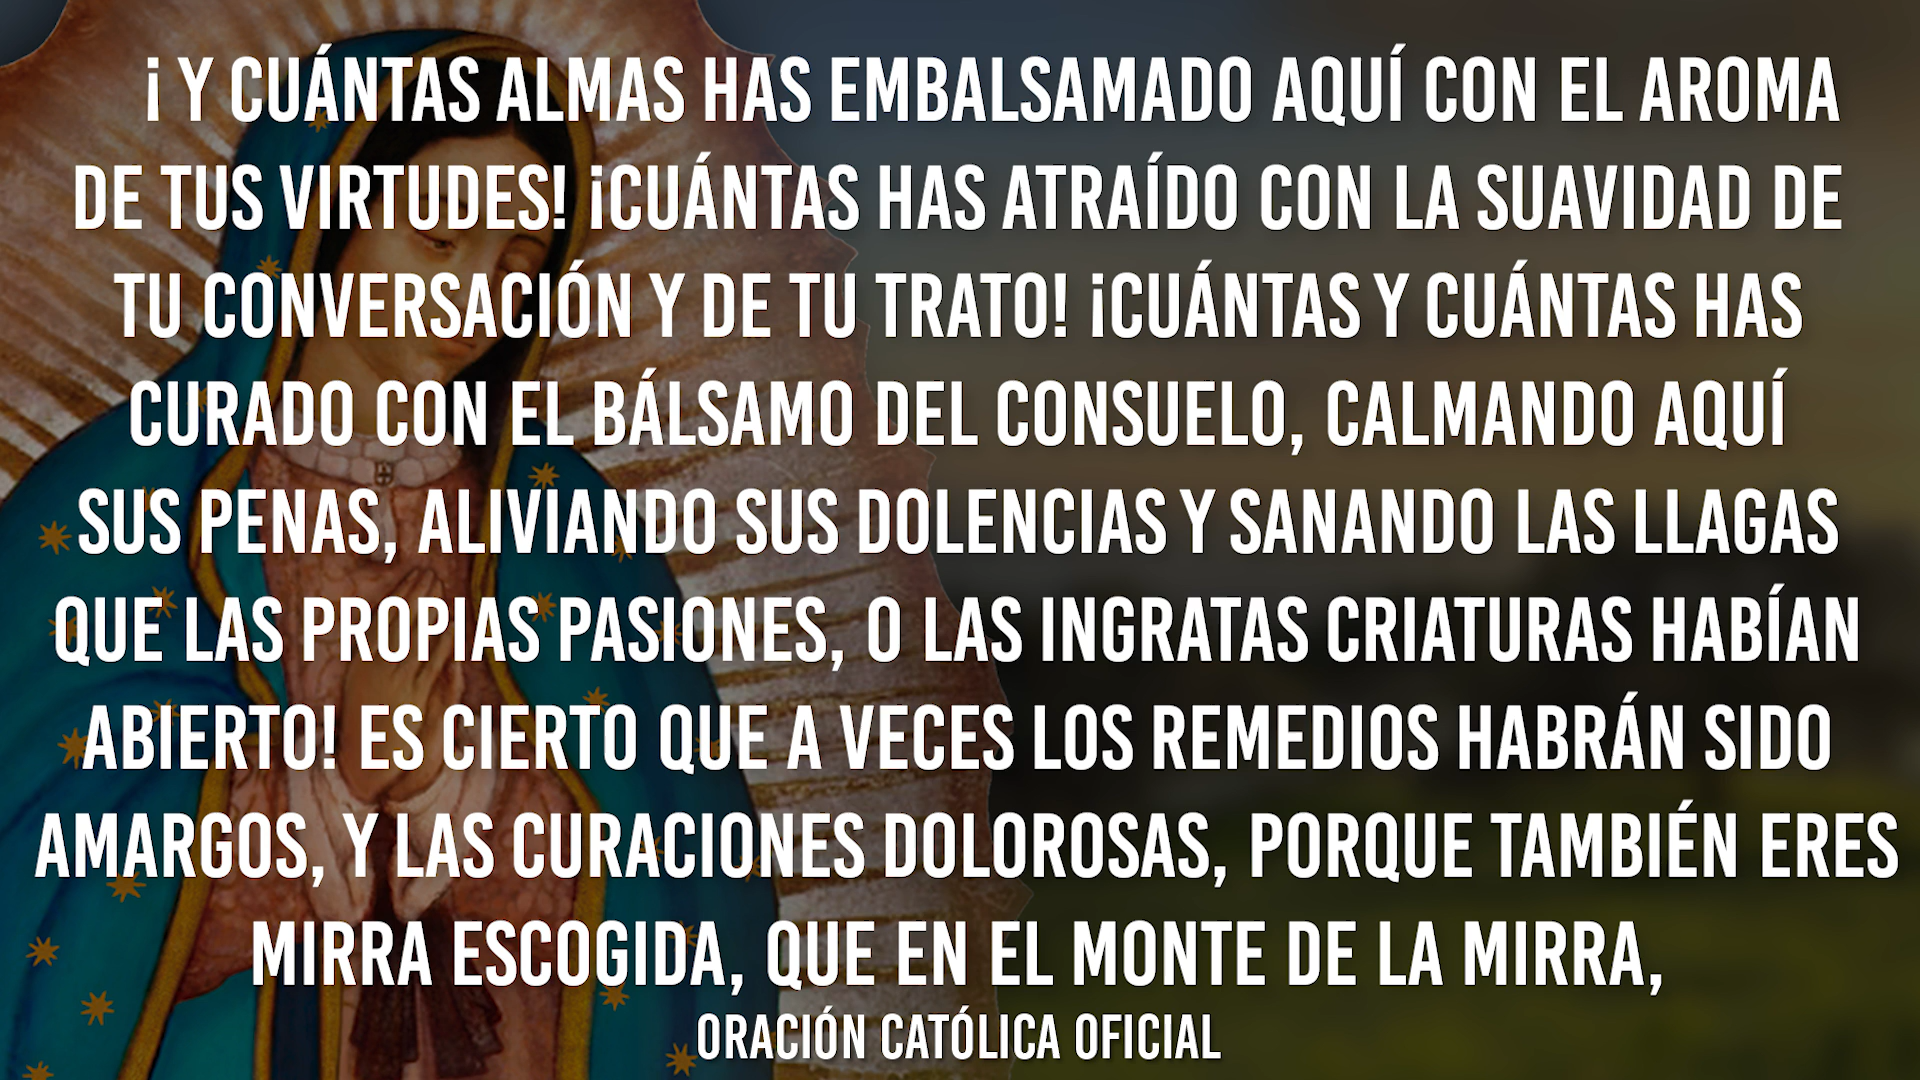 ¡ Y CUÁNTAS ALMAS HAS EMBALSAMADO AQUÍ CON EL AROMA
DE TUS VIRTUDES! ¡CUÁNTAS HAS ATRAÍDO CON LA SUAVIDAD DE
TU CONVERSACIÓN Y DE TU TRATO! ¡CUÁNTAS Y CUÁNTAS HAS
CURADO CON EL BÁLSAMO DEL CONSUELO, CALMANDO AQUÍ
SUS PENAS, ALIVIANDO SUS DOLENCIAS Y SANANDO LAS LLAGAS
QUE LAS PROPIAS PASIONES, O LAS INGRATAS CRIATURAS HABÍAN
ABIERTO! ES CIERTO QUE A VECES LOS REMEDIOS HABRÁN SIDO
AMARGOS, Y LAS CURACIONES DOLOROSAS, PORQUE TAMBIÉN ERES
MIRRA ESCOGIDA, QUE EN EL MONTE DE LA MIRRA,
ORACIÓN CATÓLICA OFICIAL